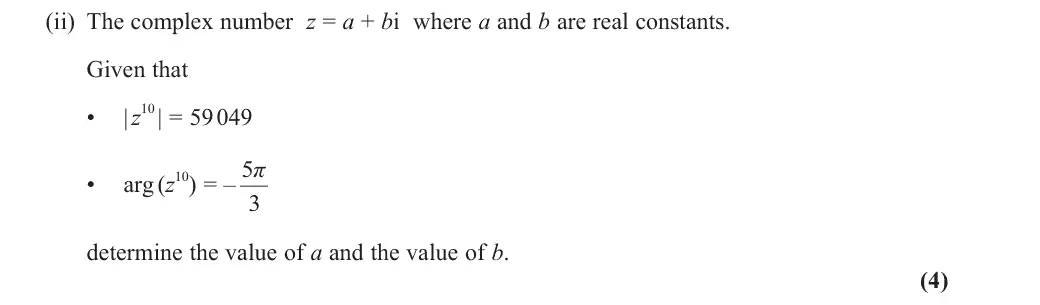 (ii) The complex number z = a + bi where a and b are real constants.
Given that
• |z¹⁰| = 59 049
• arg (z¹⁰) = −5π/3
determine the value of a and the value of b.
(4)